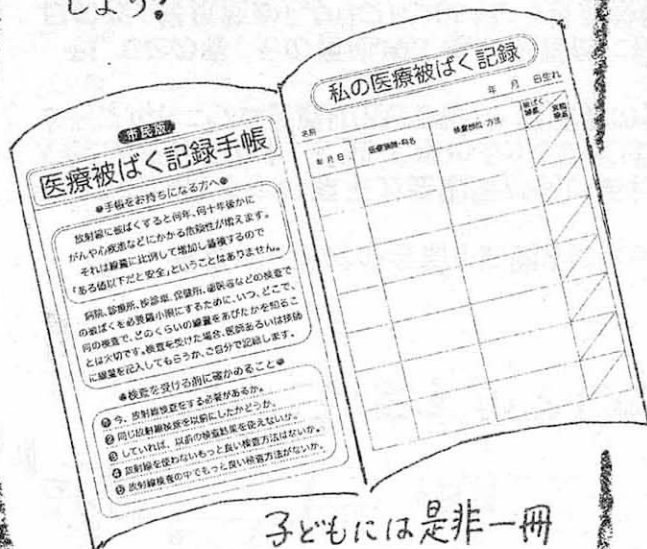 しょう?
市民版
医療被ばく記録手帳
●手帳をお持ちになる方へ●
放射線に被ばくすると何年、何十年後かに
がんや心疾患などにかかる危険性が増えます。
それは線量に比例して増加し蓄積するので
「ある値以下だと安全」ということはありません。
病院、診療所、検診車、保健所、歯医者などの検査で
の被ばくを必要最小限にするために、いつ、どこで、
何の検査で、どのくらいの線量をあびたかを知るこ
とは大切です。検査を受けた場合、医師あるいは技師
に線量を記入してもらうか、ご自分で記録します。
●検査を受ける前に確かめること●
❶ 今、放射線検査をする必要があるか。
❷ 同じ放射線検査を以前にしたかどうか。
❸ していれば、以前の検査結果を使えないか。
❹ 放射線を使わないもっと良い検査方法はないか。
❺ 放射線検査の中でもっと良い検査方法がないか。
私の医療被ばく記録
年 月 日生れ
名前
年月日 医療機関・科名 検査部位・方法 被ばく線量
子どもには是非一冊